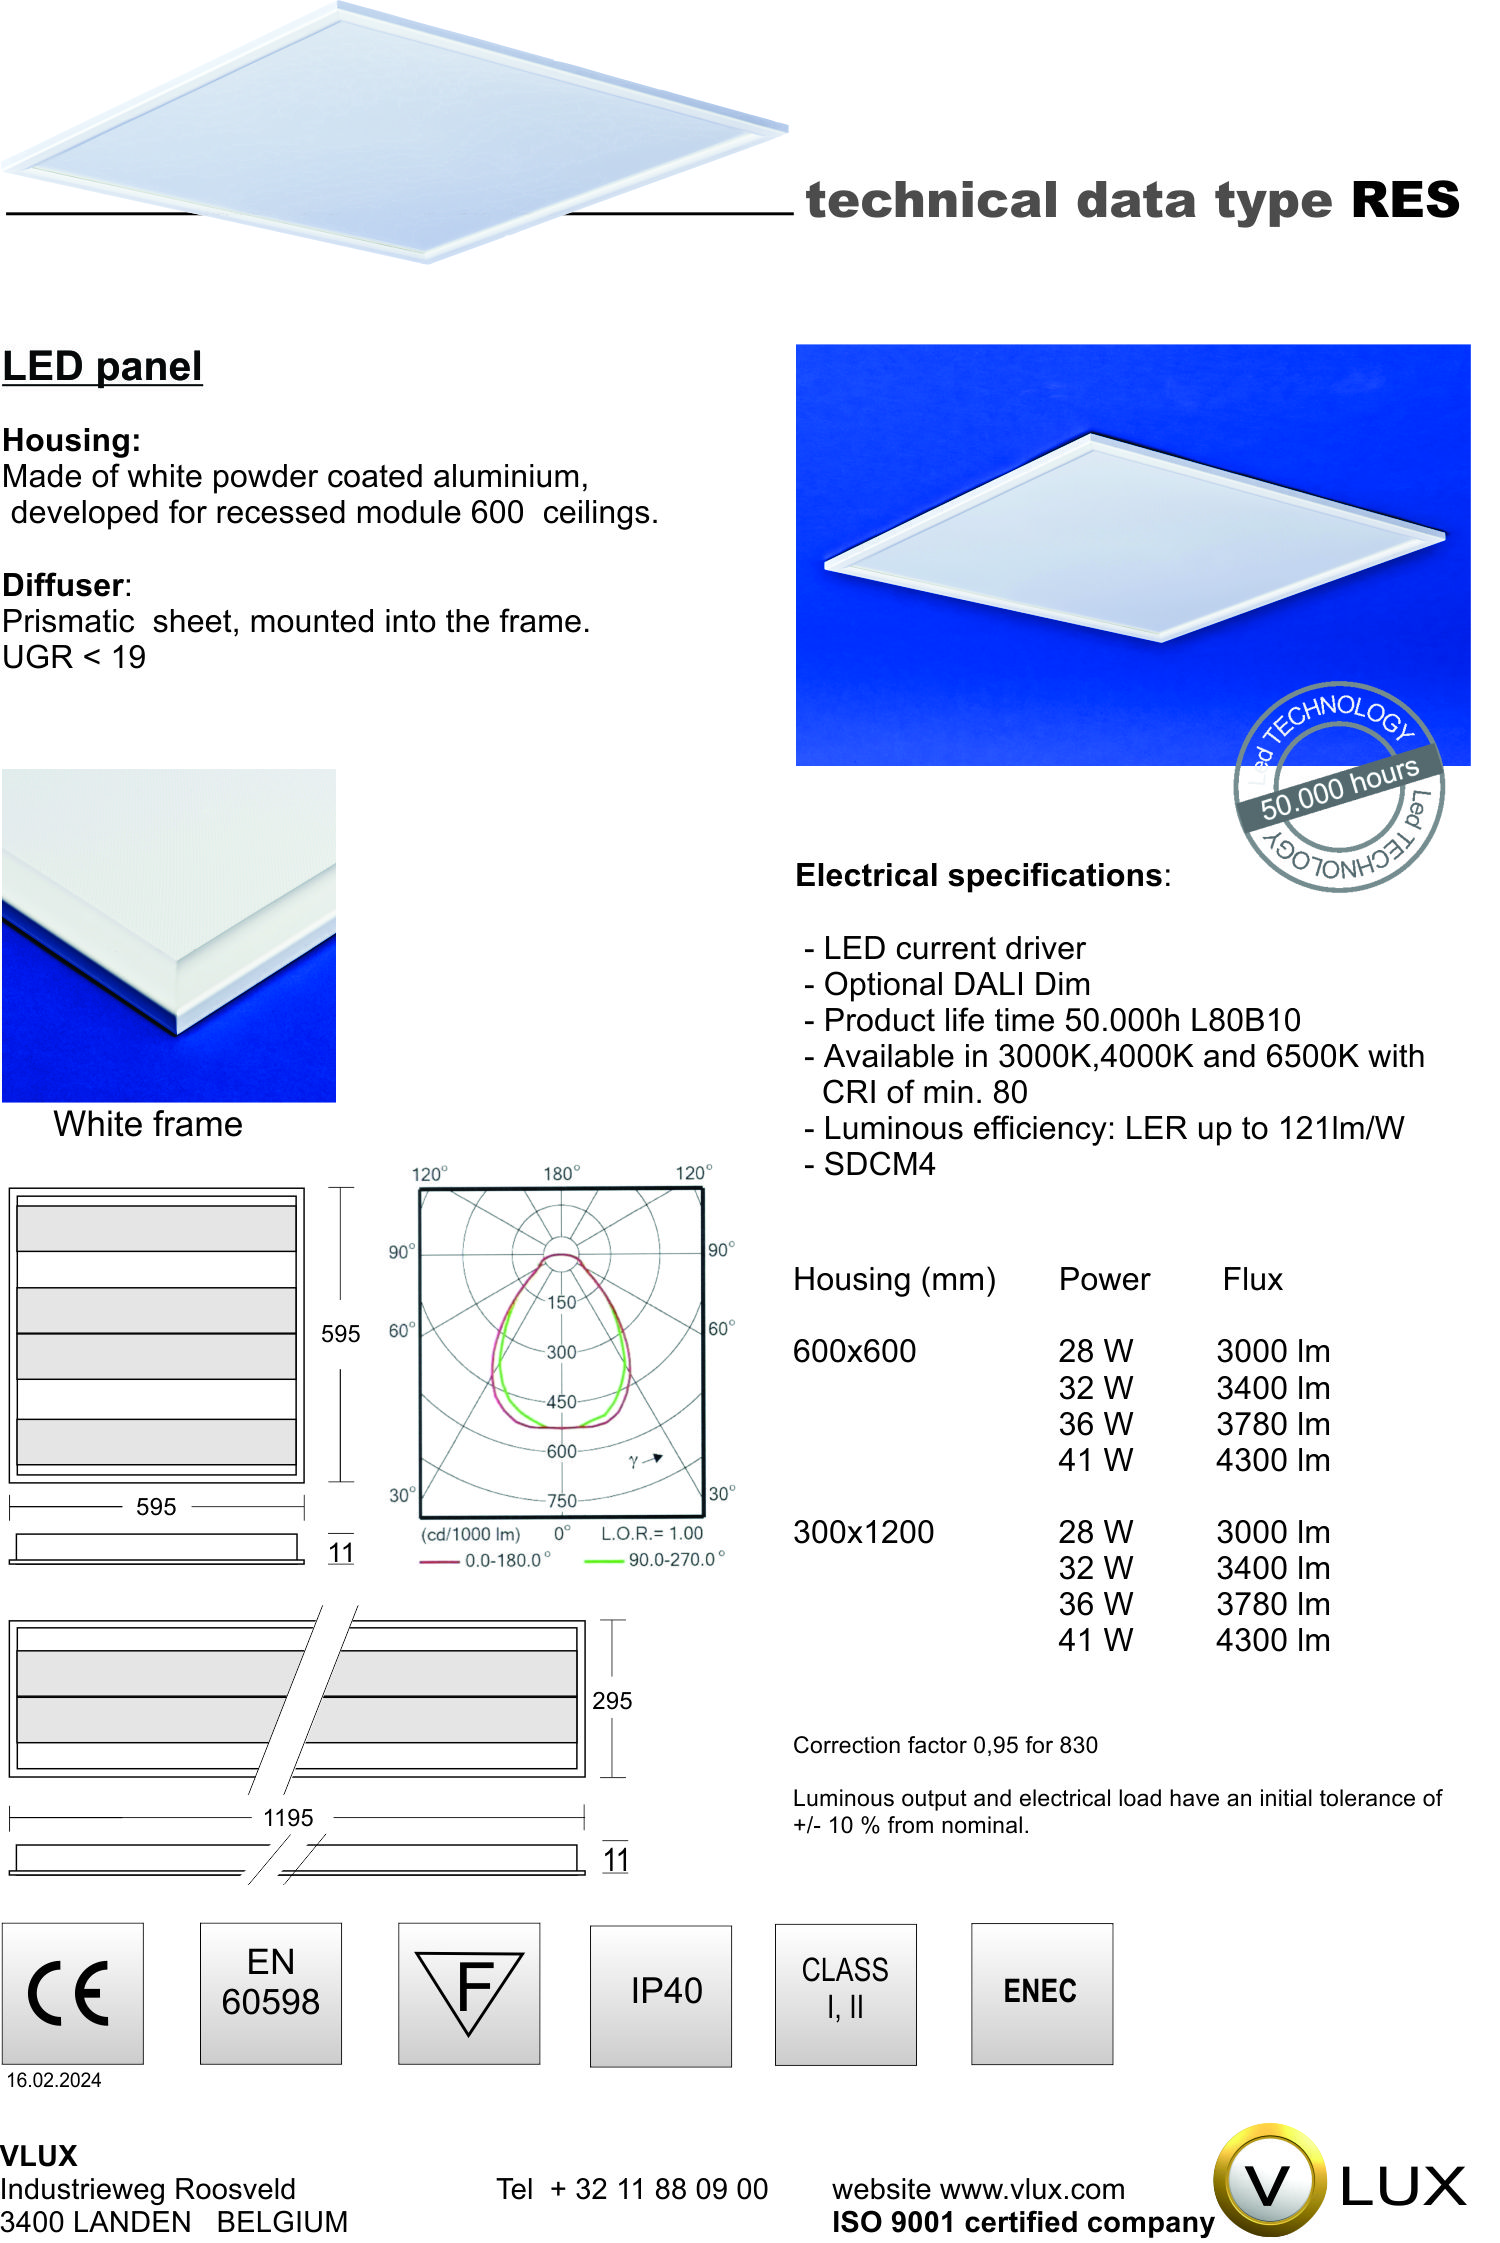 technical data type RES
LED panel
Housing:
Made of white powder coated aluminium,
developed for recessed module 600 ceilings.
Diffuser:
Prismatic sheet, mounted into the frame.
UGR < 19
Led TECHNOLOGY
50.000 hours
Led TECHNOLOGY
White frame
Electrical specifications:
- LED current driver
- Optional DALI Dim
- Product life time 50.000h L80B10
- Available in 3000K,4000K and 6500K with
CRI of min. 80
- Luminous efficiency: LER up to 121lm/W
- SDCM4
595
595
11
120° 180° 120°
90° 90°
150
60° 60°
300
450
600
γ
30° 750 30°
(cd/1000 lm) 0° L.O.R.= 1.00
0.0-180.0° 90.0-270.0°
295
1195
11
Housing (mm) Power Flux
600x600 28 W 3000 lm
32 W 3400 lm
36 W 3780 lm
41 W 4300 lm
300x1200 28 W 3000 lm
32 W 3400 lm
36 W 3780 lm
41 W 4300 lm
Correction factor 0,95 for 830
Luminous output and electrical load have an initial tolerance of
+/- 10 % from nominal.
CE
EN
60598
F
IP40
CLASS
I, II
ENEC
16.02.2024
VLUX
Industrieweg Roosveld Tel + 32 11 88 09 00 website www.vlux.com
3400 LANDEN BELGIUM ISO 9001 certified company
V LUX